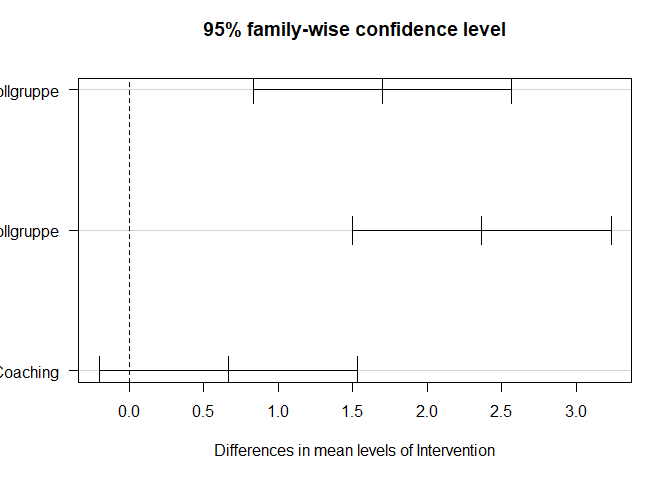 95% family-wise confidence level
ollgruppe
ollgruppe
Coaching
0.0 0.5 1.0 1.5 2.0 2.5 3.0
Differences in mean levels of Intervention